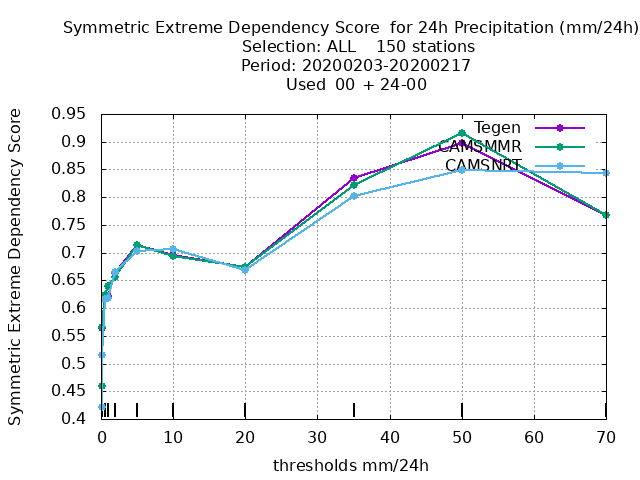 Symmetric Extreme Dependency Score for 24h Precipitation (mm/24h)
Selection: ALL 150 stations
Period: 20200203-20200217
Used 00 + 24-00
Symmetric Extreme Dependency Score
0.95
0.9
0.85
0.8
0.75
0.7
0.65
0.6
0.55
0.5
0.45
0.4
Tegen
CAMSMMR
CAMSNRT
0 10 20 30 40 50 60 70
thresholds mm/24h